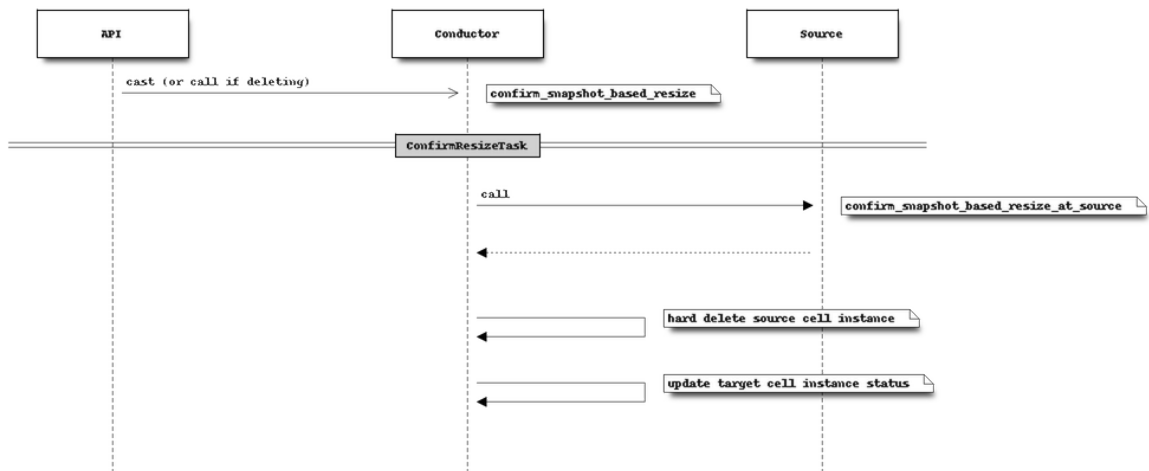 API
Conductor
Source
cast (or call if deleting)
confirm_snapshot_based_resize
ConfirmResizeTask
call
confirm_snapshot_based_resize_at_source
hard delete source cell instance
update target cell instance status